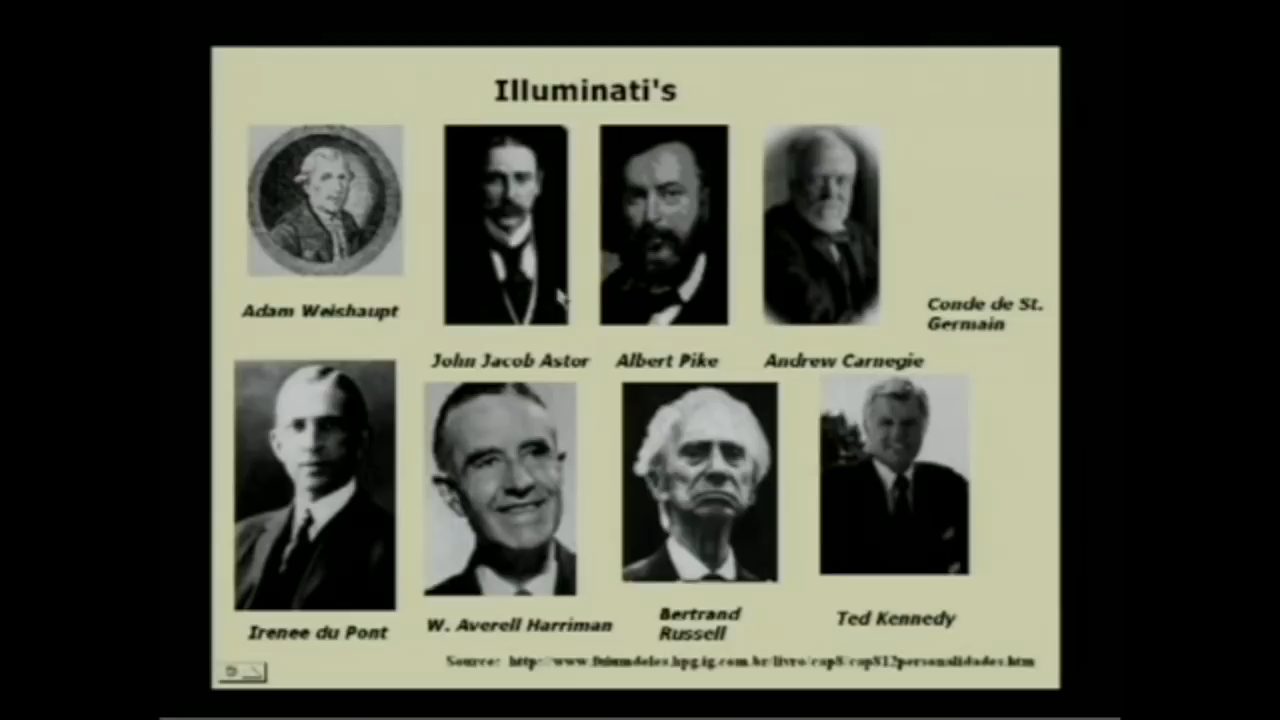 Illuminati's
Adam Weishaupt
Conde de St.
Germain
John Jacob Astor
Albert Pike
Andrew Carnegie
Irenee du Pont
W. Averell Harriman
Bertrand
Russell
Ted Kennedy
Source: